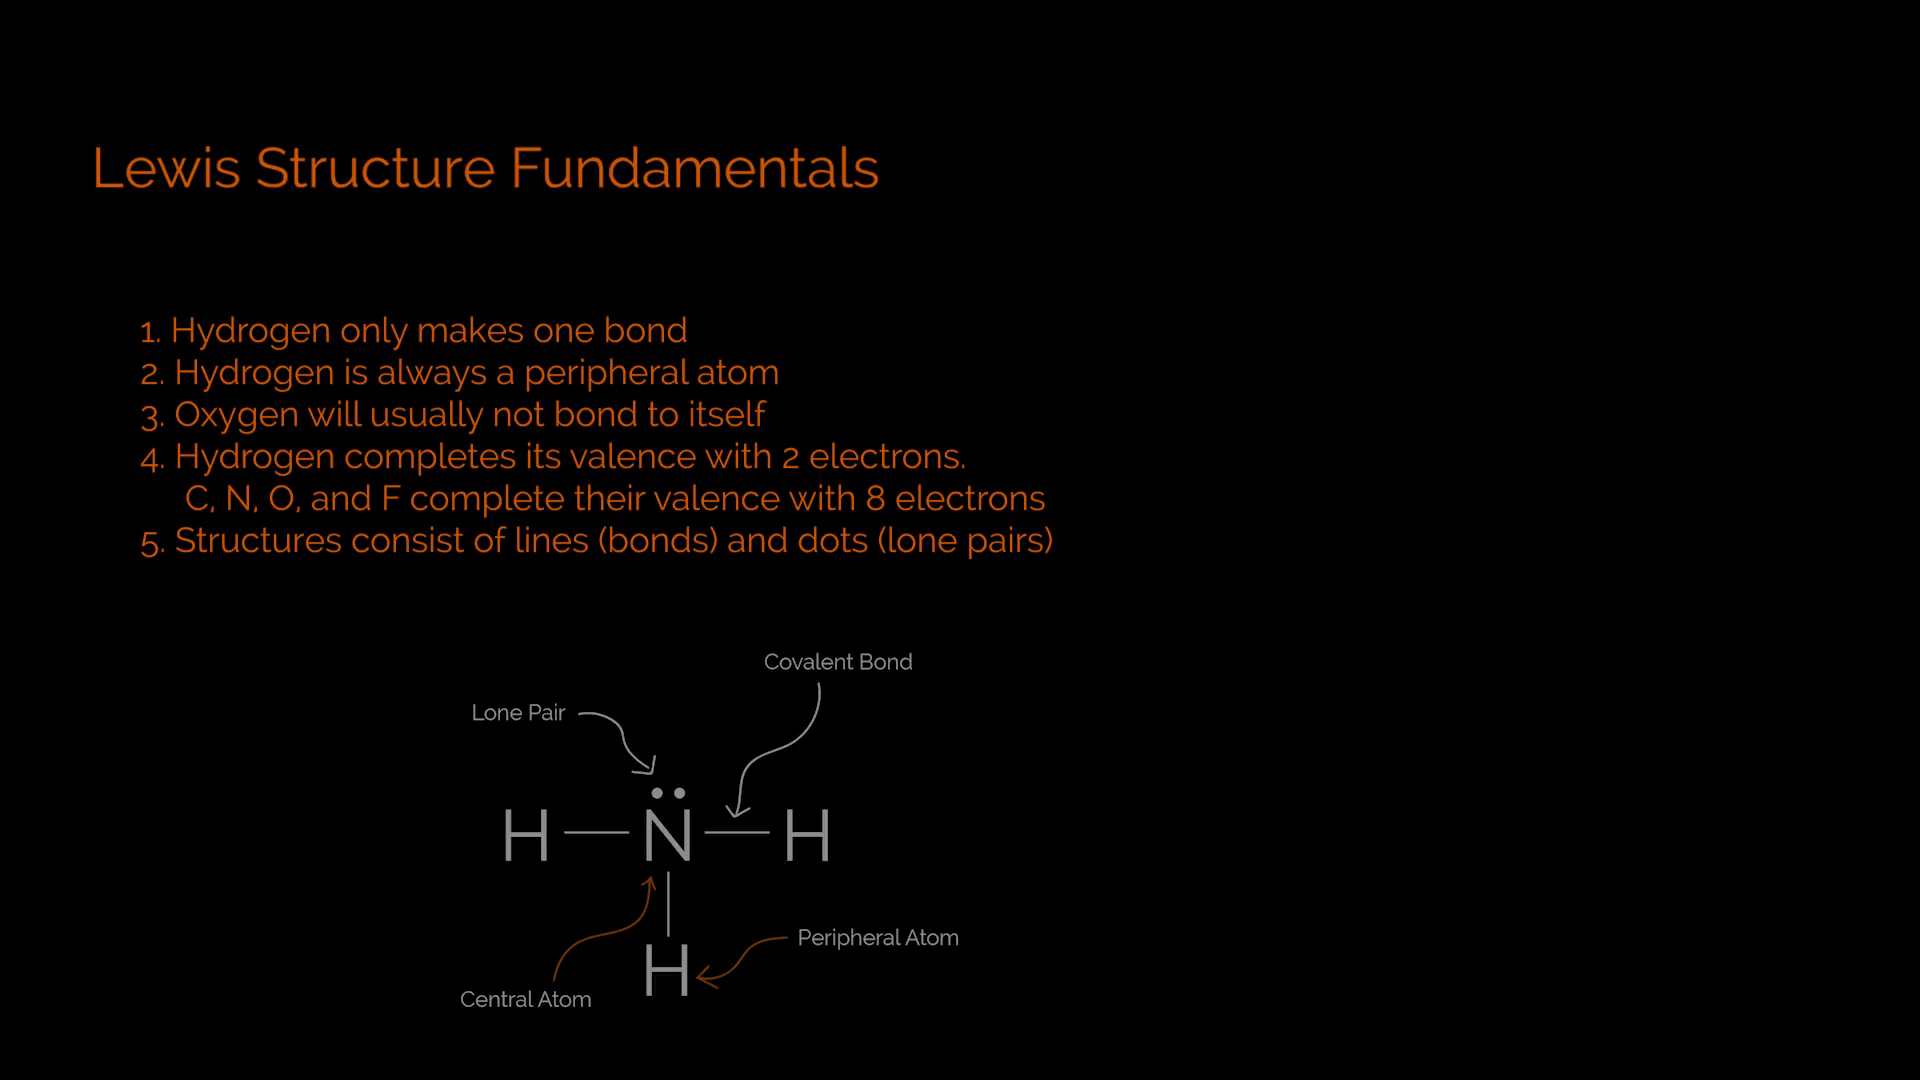 Lewis Structure Fundamentals
1. Hydrogen only makes one bond
2. Hydrogen is always a peripheral atom
3. Oxygen will usually not bond to itself
4. Hydrogen completes its valence with 2 electrons.
C, N, O, and F complete their valence with 8 electrons
5. Structures consist of lines (bonds) and dots (lone pairs)
Covalent Bond
Lone Pair
H N H
Peripheral Atom
H
Central Atom